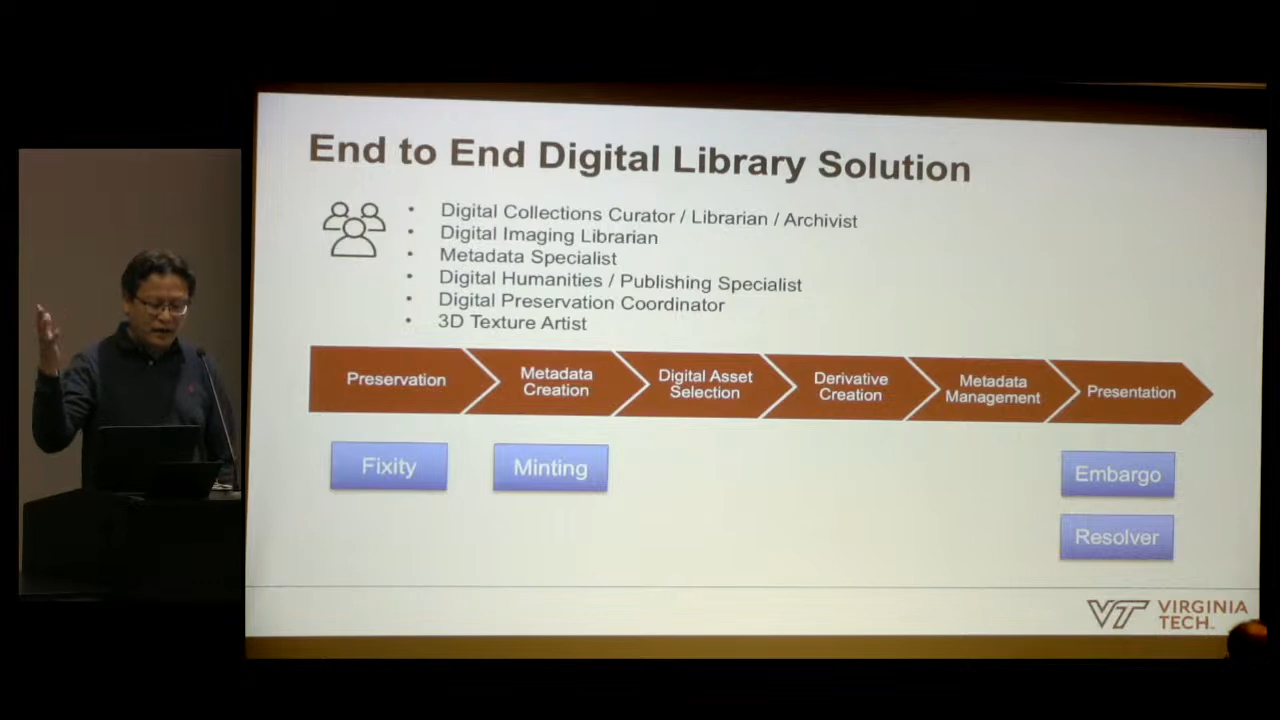 End to End Digital Library Solution
• Digital Collections Curator / Librarian / Archivist
• Digital Imaging Librarian
• Metadata Specialist
• Digital Humanities / Publishing Specialist
• Digital Preservation Coordinator
• 3D Texture Artist
Preservation
Metadata
Creation
Digital Asset
Selection
Derivative
Creation
Metadata
Management
Presentation
Fixity
Minting
Embargo
Resolver
VT VIRGINIA
TECH.